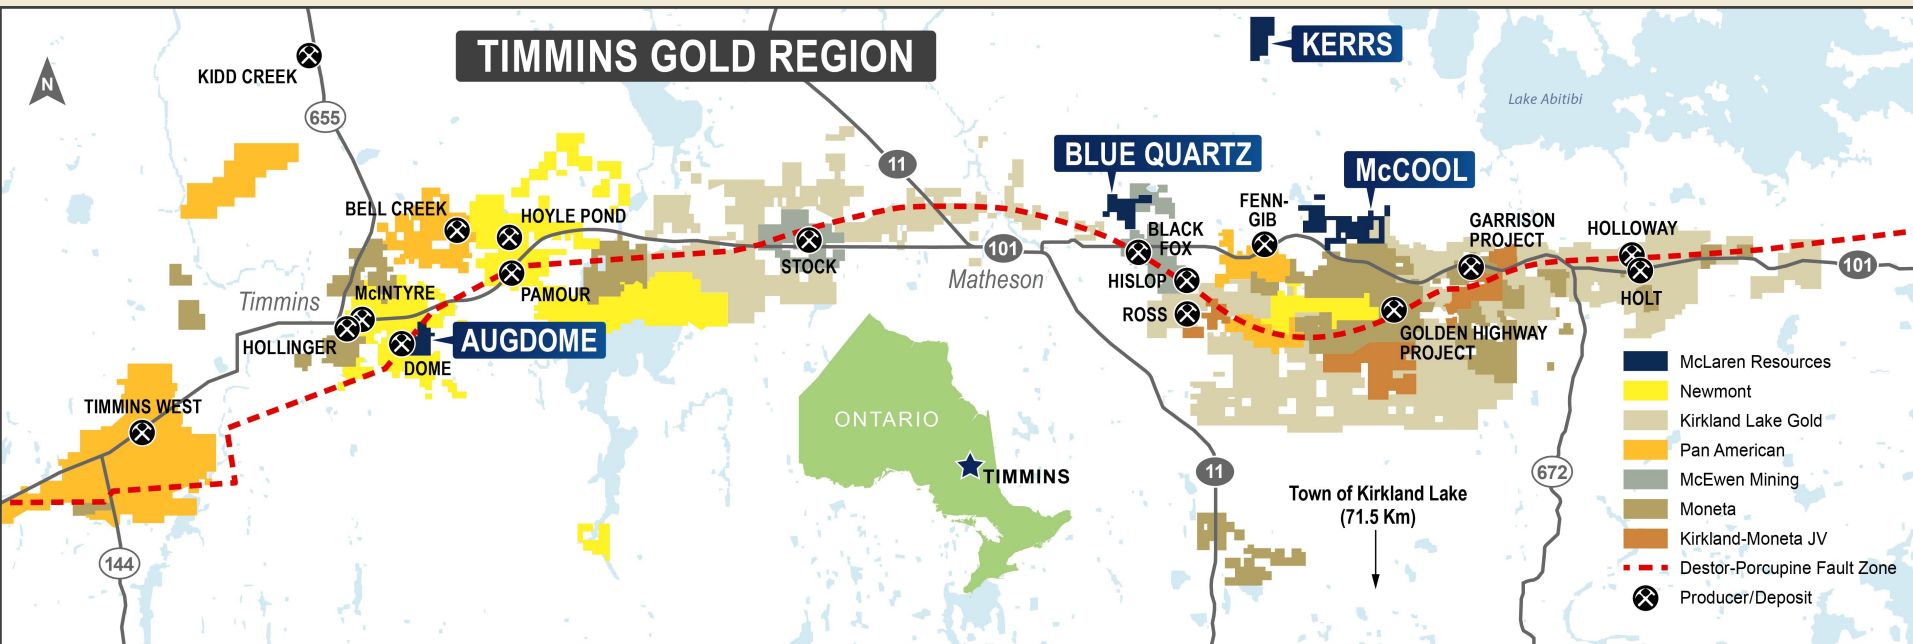 TIMMINS GOLD REGION
N
KIDD CREEK
655
KERRS
Lake Abitibi
11
BLUE QUARTZ
McCOOL
BELL CREEK
HOYLE POND
STOCK
PAMOUR
Timmins
McINTYRE
HOLLINGER
DOME
AUGDOME
TIMMINS WEST
144
101
Matheson
BLACK
FOX
HISLOP
ROSS
FENN-
GIB
GARRISON
PROJECT
HOLLOWAY
HOLT
101
GOLDEN HIGHWAY
PROJECT
ONTARIO
TIMMINS
11
672
Town of Kirkland Lake
(71.5 Km)
McLaren Resources
Newmont
Kirkland Lake Gold
Pan American
McEwen Mining
Moneta
Kirkland-Moneta JV
Destor-Porcupine Fault Zone
Producer/Deposit